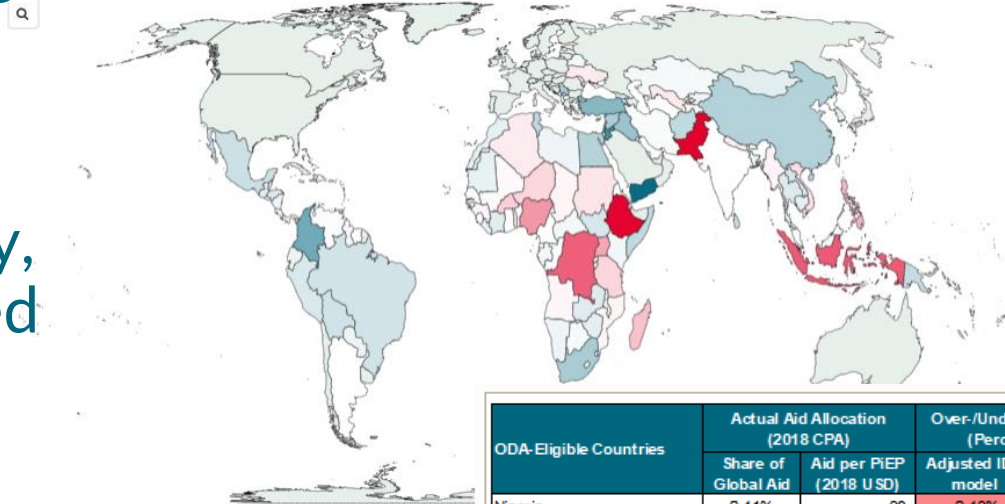 y,
ed
ODA-Eligible Countries
Actual Aid Allocation
(2018 CPA)
Share of
Global Aid
Aid per PiEP
(2018 USD)
Over-/Und
(Perc
Adjusted I
model